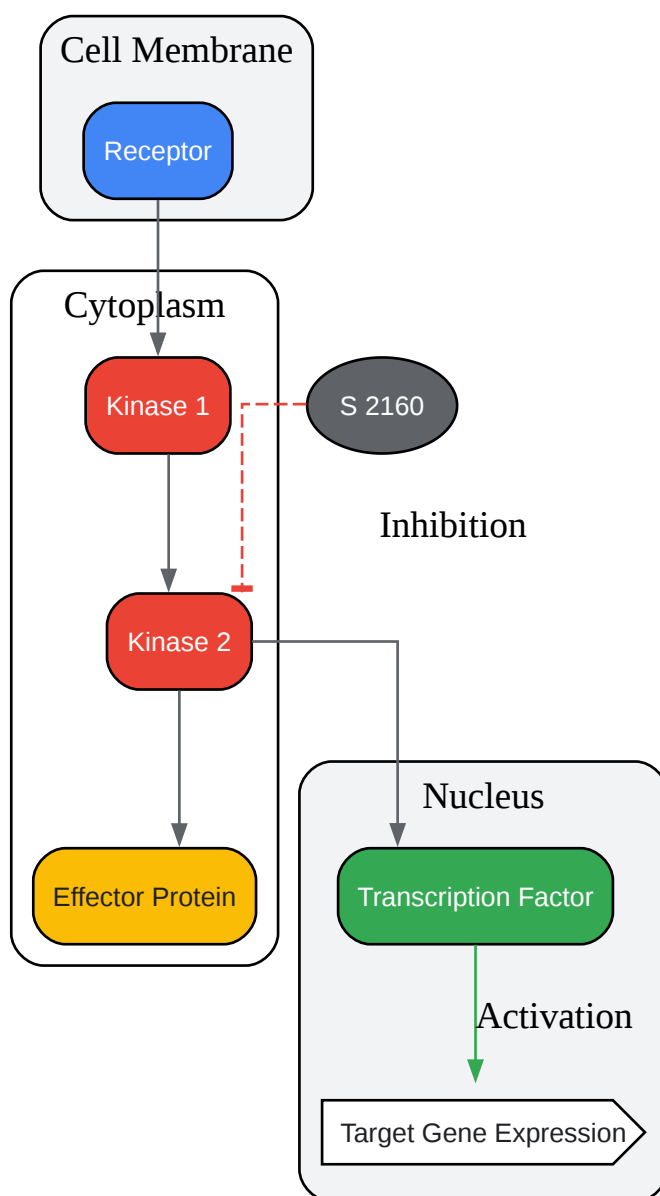 Cell Membrane
Receptor
Cytoplasm
Kinase 1
S 2160
Inhibition
Kinase 2
Nucleus
Effector Protein
Transcription Factor
Activation
Target Gene Expression